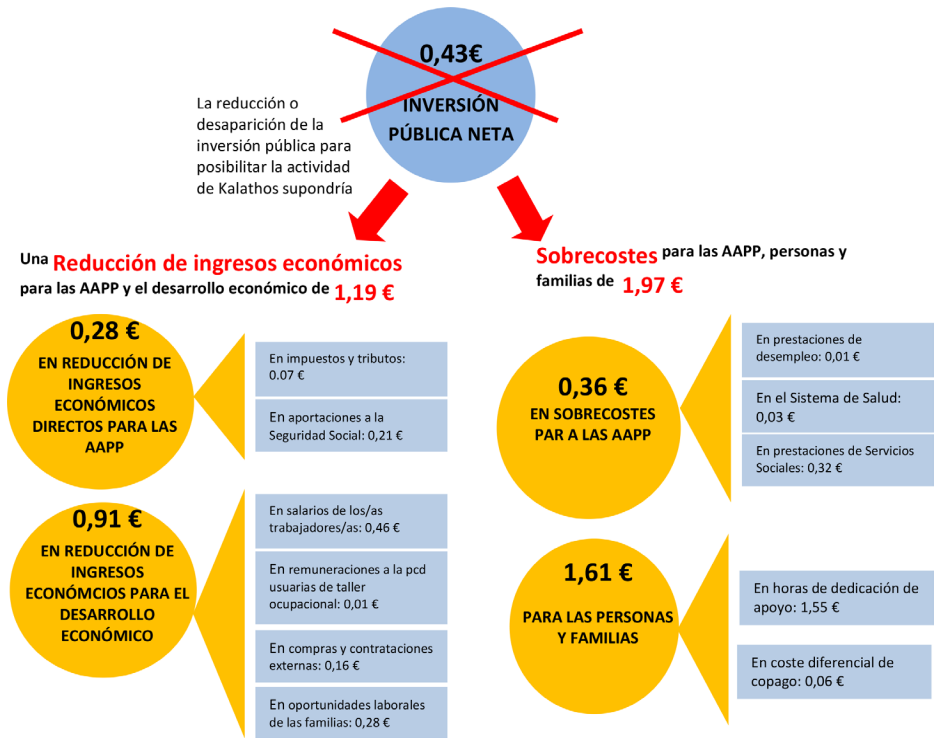 0,43€
INVERSIÓN
PÚBLICA NETA
La reducción o
desaparición de la
inversión pública para
posibilitar la actividad
de Kalathos supondría
Una Reducción de ingresos económicos
para las AAPP y el desarrollo económico de 1,19 €
0,28 €
EN REDUCCIÓN DE
INGRESOS
ECONÓMICOS
DIRECTOS PARA LAS
AAPP
En impuestos y tributos:
0.07 €
En aportaciones a la
Seguridad Social: 0,21 €
0,91 €
EN REDUCCIÓN DE
INGRESOS
ECONÓMCIOS PARA EL
DESARROLLO
ECONÓMICO
En salarios de los/as
trabajadores/as: 0,46 €
En remuneraciones a la pcd
usuarias de taller
ocupacional: 0,01 €
En compras y contrataciones
externas: 0,16 €
En oportunidades laborales
de las familias: 0,28 €
Sobrecostes para las AAPP, personas y
familias de 1,97 €
0,36 €
EN SOBRECOSTES
PAR A LAS AAPP
En prestaciones de
desempleo: 0,01 €
En el Sistema de Salud:
0,03 €
En prestaciones de Servicios
Sociales: 0,32 €
1,61 €
PARA LAS PERSONAS
Y FAMILIAS
En horas de dedicación de
apoyo: 1,55 €
En coste diferencial de
copago: 0,06 €